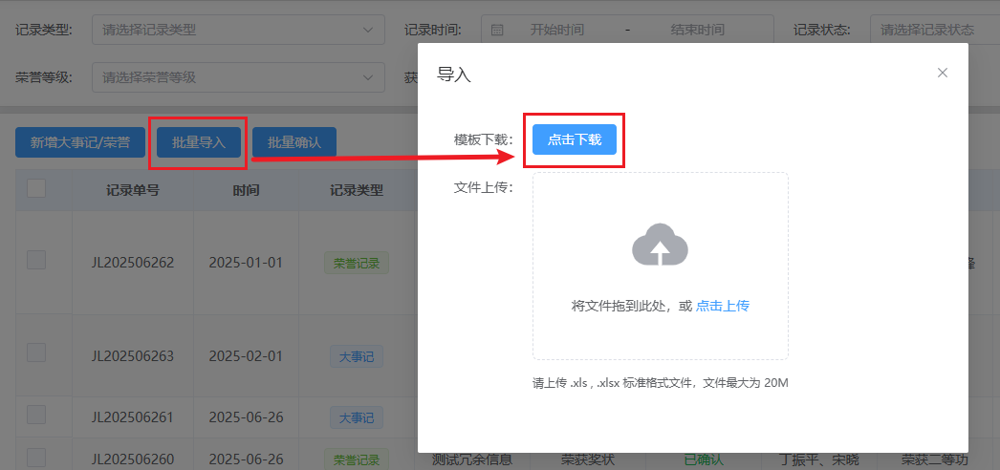 记录类型: 请选择记录类型 记录时间: 开始时间 - 结束时间 记录状态: 请选择记录状态
荣誉等级: 请选择荣誉等级 获
导入
新增大事记/荣誉 批量导入 批量确认
模板下载: 点击下载
文件上传:
将文件拖到此处，或 点击上传
请上传 .xls , .xlsx 标准格式文件，文件最大为 20M
记录单号 时间 记录类型
JL202506262 2025-01-01 荣誉记录
JL202506263 2025-02-01 大事记
JL202506261 2025-06-26 大事记
JL202506260 2025-06-26 荣誉记录 测试冗余信息 荣获奖状 已确认 丁振平、宋晓 荣获二等功